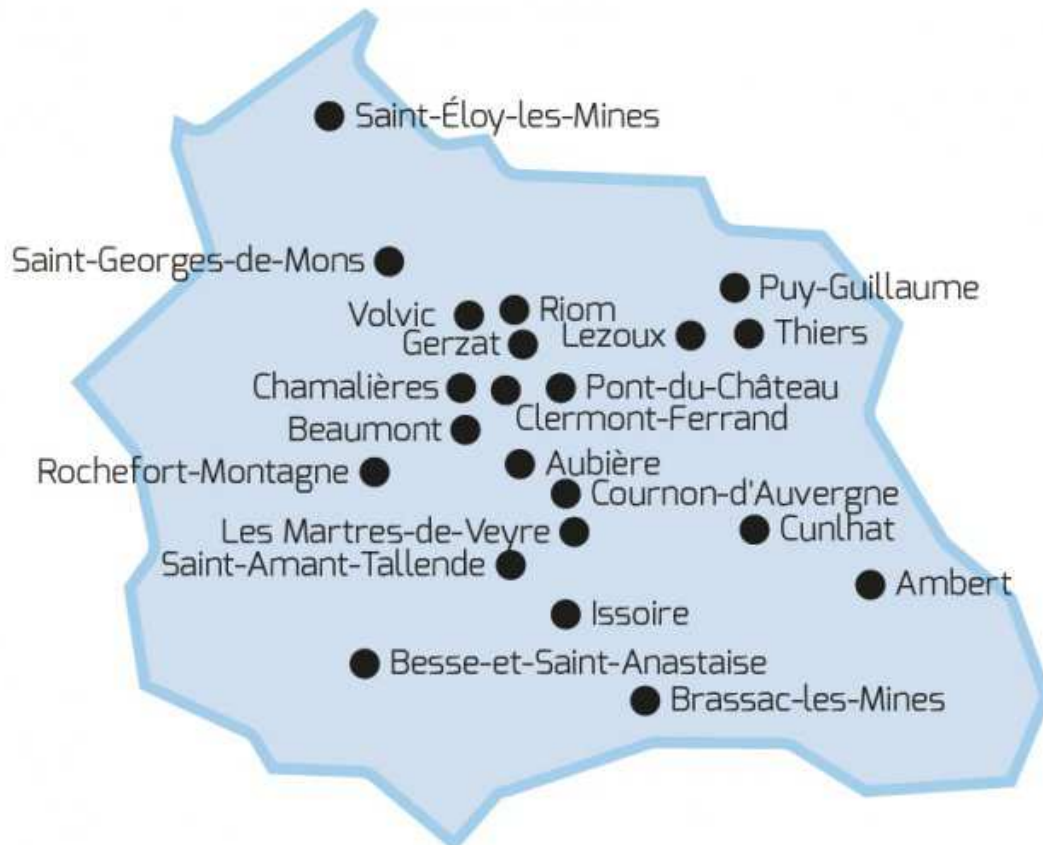 Saint-Éloy-les-Mines
Saint-Georges-de-Mons
Puy-Guillaume
Volvic
Riom
Gerzat
Lezoux
Thiers
Chamalières
Pont-du-Château
Clermont-Ferrand
Beaumont
Aubière
Rochefort-Montagne
Cournon-d'Auvergne
Les Martres-de-Veyre
Cunlhat
Saint-Amant-Tallende
Ambert
Issoire
Besse-et-Saint-Anastaise
Brassac-les-Mines